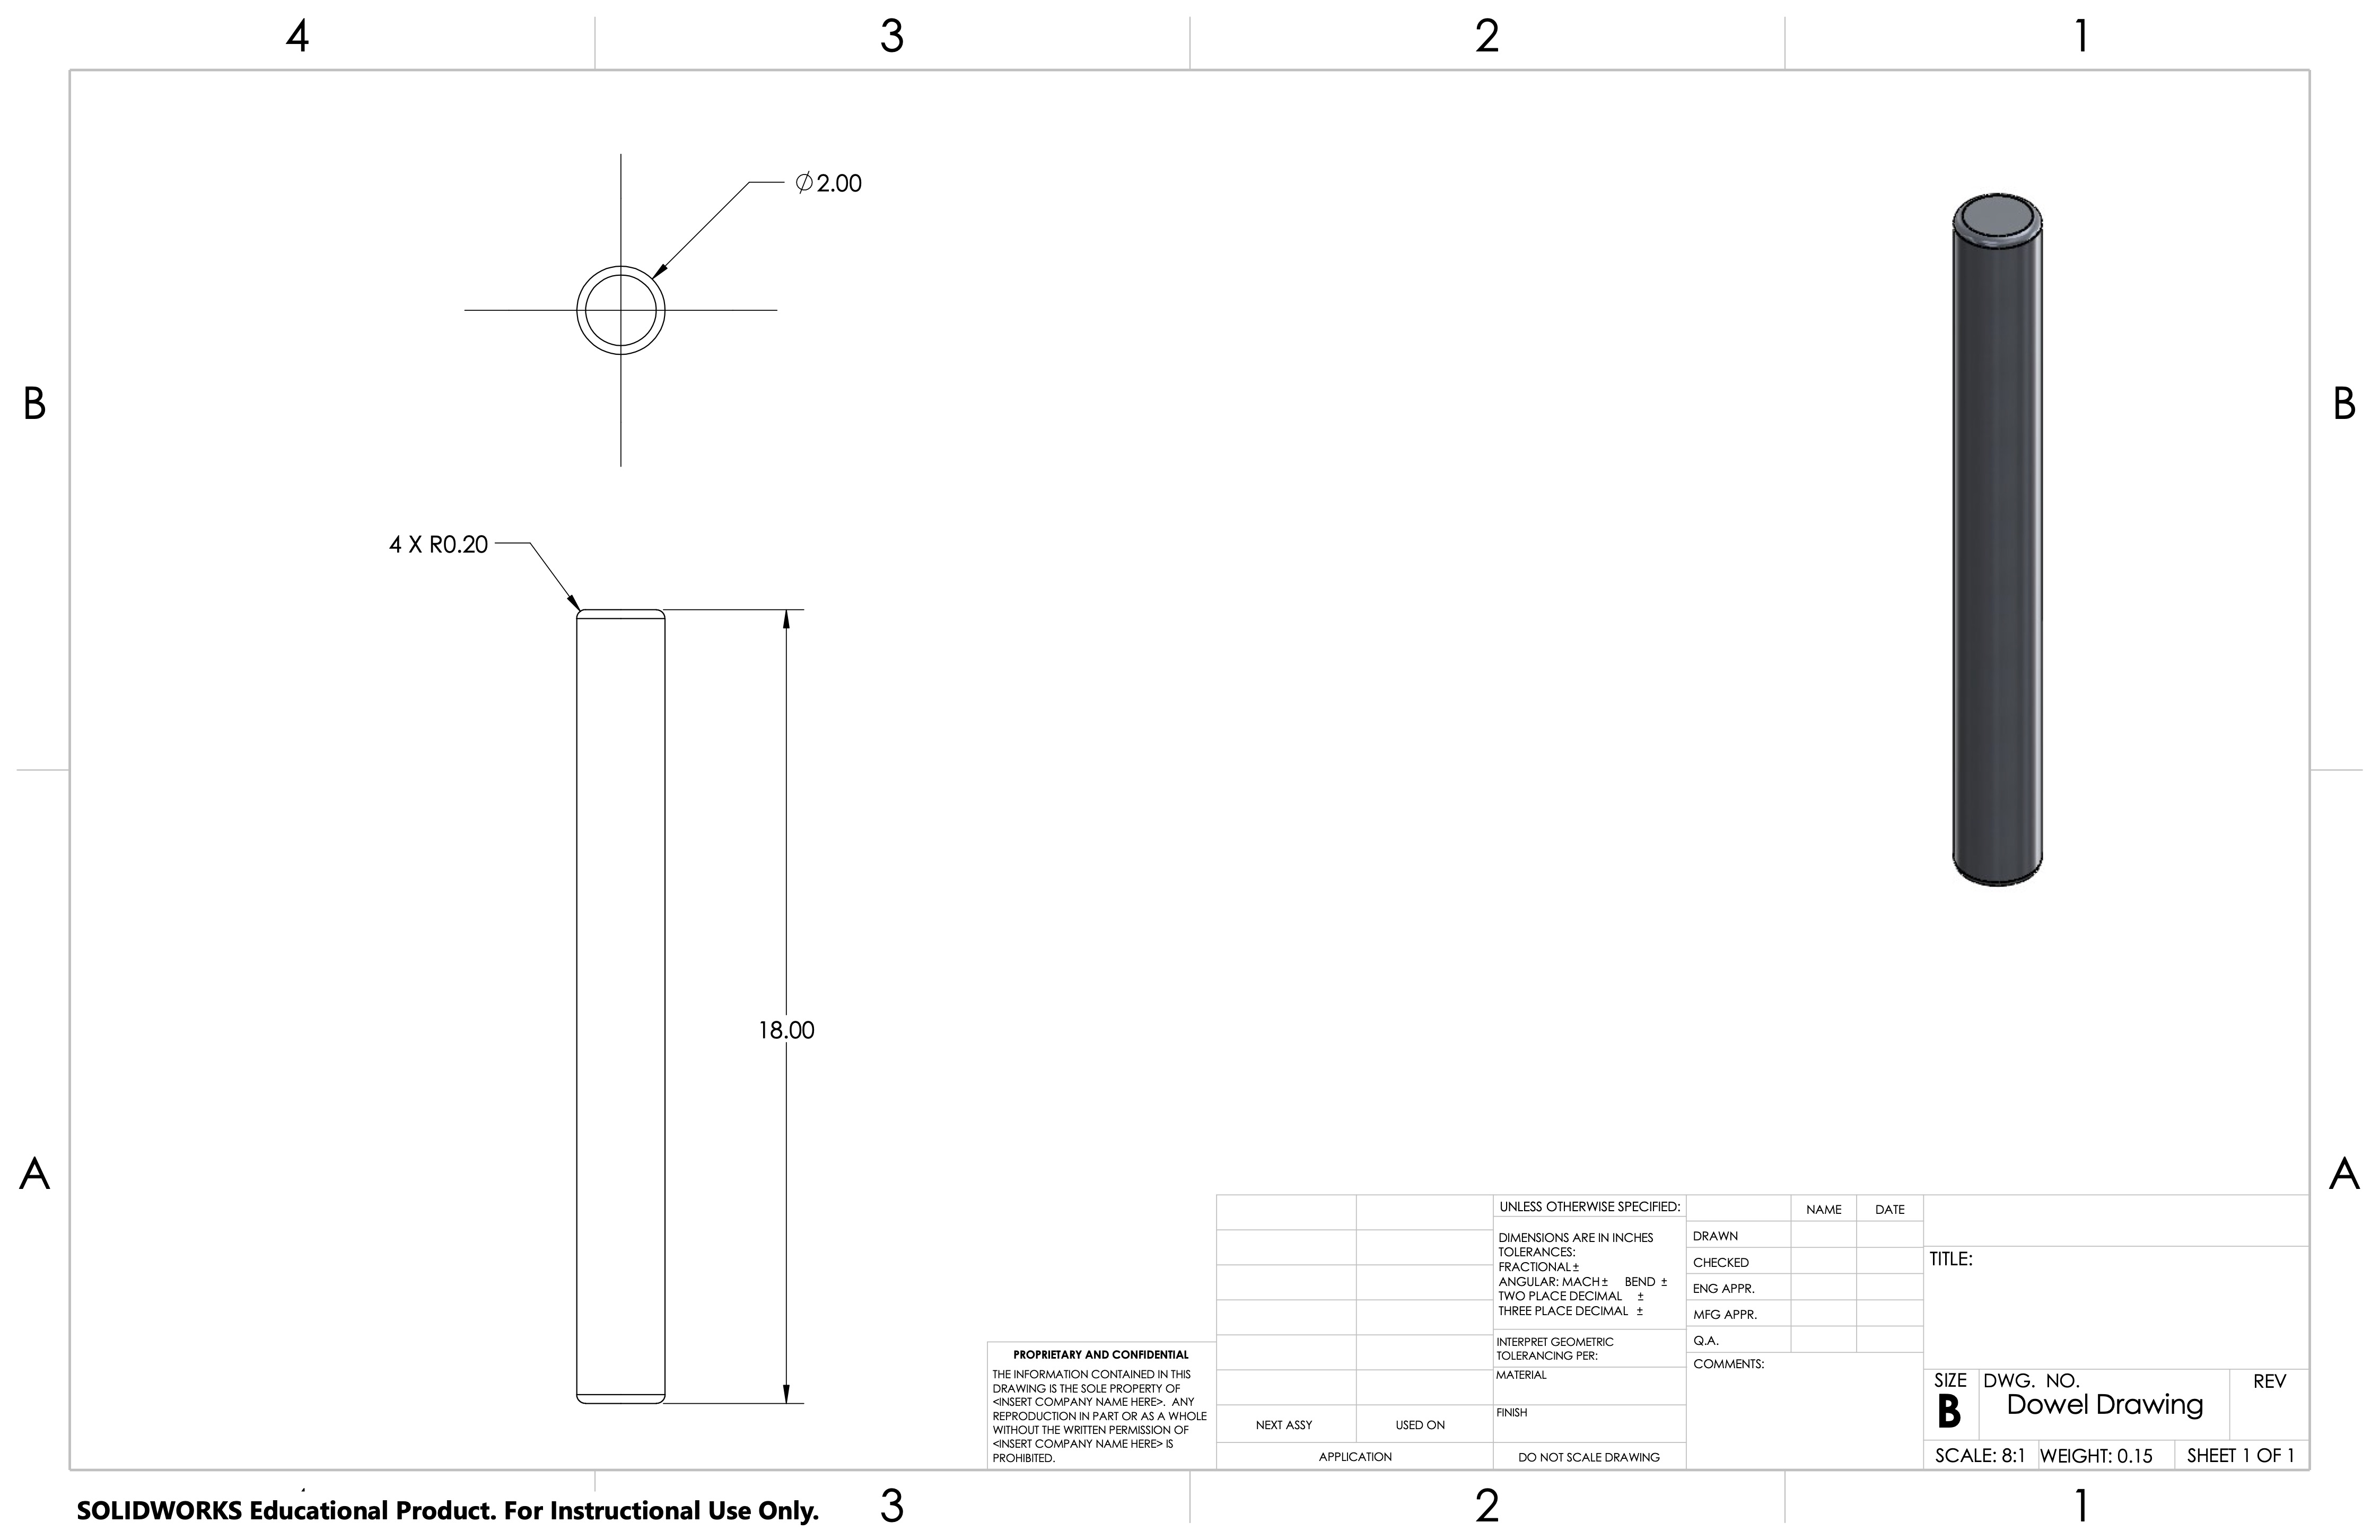 4 3 2 1
⌀2.00
B B
4 X R0.20
18.00
A A
UNLESS OTHERWISE SPECIFIED:
DIMENSIONS ARE IN INCHES
TOLERANCES:
FRACTIONAL±
ANGULAR: MACH± BEND ±
TWO PLACE DECIMAL ±
THREE PLACE DECIMAL ±
INTERPRET GEOMETRIC
TOLERANCING PER:
MATERIAL
FINISH
DO NOT SCALE DRAWING
NAME DATE
DRAWN
CHECKED
ENG APPR.
MFG APPR.
Q.A.
COMMENTS:
TITLE:
SIZE DWG. NO. REV
B Dowel Drawing
SCALE: 8:1 WEIGHT: 0.15 SHEET 1 OF 1
PROPRIETARY AND CONFIDENTIAL
THE INFORMATION CONTAINED IN THIS
DRAWING IS THE SOLE PROPERTY OF
<INSERT COMPANY NAME HERE>. ANY
REPRODUCTION IN PART OR AS A WHOLE
WITHOUT THE WRITTEN PERMISSION OF
<INSERT COMPANY NAME HERE> IS
PROHIBITED.
NEXT ASSY USED ON
APPLICATION
SOLIDWORKS Educational Product. For Instructional Use Only.
3 2 1